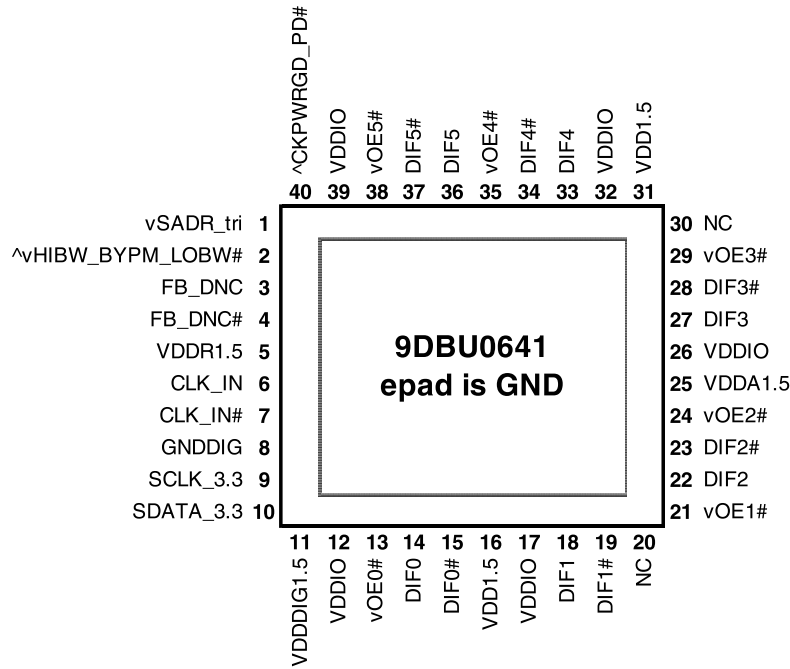 ^CKPWRGD_PD#
VDDIO
vOE5#
DIF5#
DIF5
vOE4#
DIF4#
DIF4
VDDIO
VDD1.5
40 39 38 37 36 35 34 33 32 31
vSADR_tri 1
^vHIBW_BYPM_LOBW# 2
FB_DNC 3
FB_DNC# 4
VDDR1.5 5
CLK_IN 6
CLK_IN# 7
GNDDIG 8
SCLK_3.3 9
SDATA_3.3 10
9DBU0641
epad is GND
30 NC
29 vOE3#
28 DIF3#
27 DIF3
26 VDDIO
25 VDDA1.5
24 vOE2#
23 DIF2#
22 DIF2
21 vOE1#
11 12 13 14 15 16 17 18 19 20
VDDDIG1.5
VDDIO
vOE0#
DIF0
DIF0#
VDD1.5
VDDIO
DIF1
DIF1#
NC